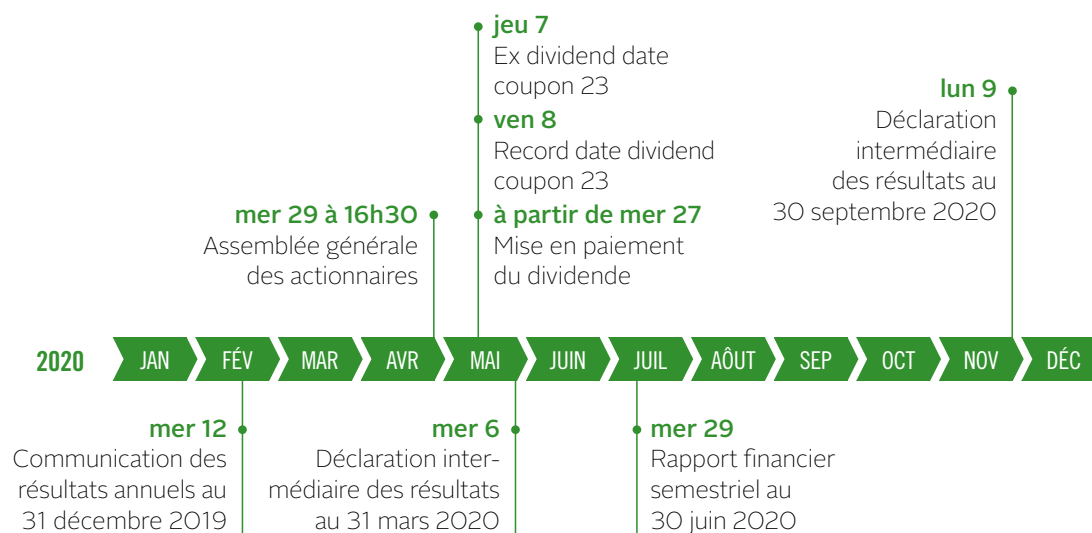 jeu 7
Ex dividend date
coupon 23
ven 8
Record date dividend
coupon 23
à partir de mer 27
Mise en paiement
du dividende
mer 29 à 16h30
Assemblée générale
des actionnaires
lun 9
Déclaration
intermédiaire
des résultats au
30 septembre 2020
2020 JAN FÉV MAR AVR MAI JUIN JUIL AÔUT SEP OCT NOV DÉC
mer 12
Communication des
résultats annuels au
31 décembre 2019
mer 6
Déclaration inter-
médiaire des résultats
au 31 mars 2020
mer 29
Rapport financier
semestriel au
30 juin 2020